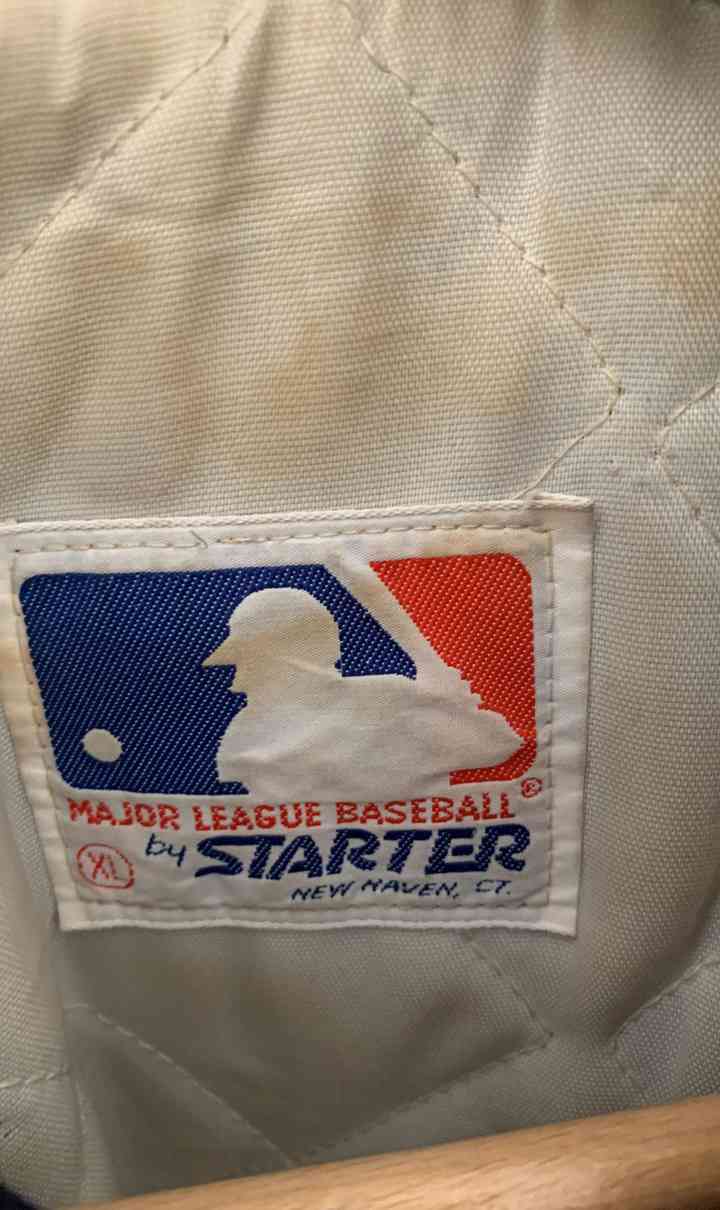 MAJOR LEAGUE BASEBALL®
by STARTER
XL
NEW HAVEN, CT.